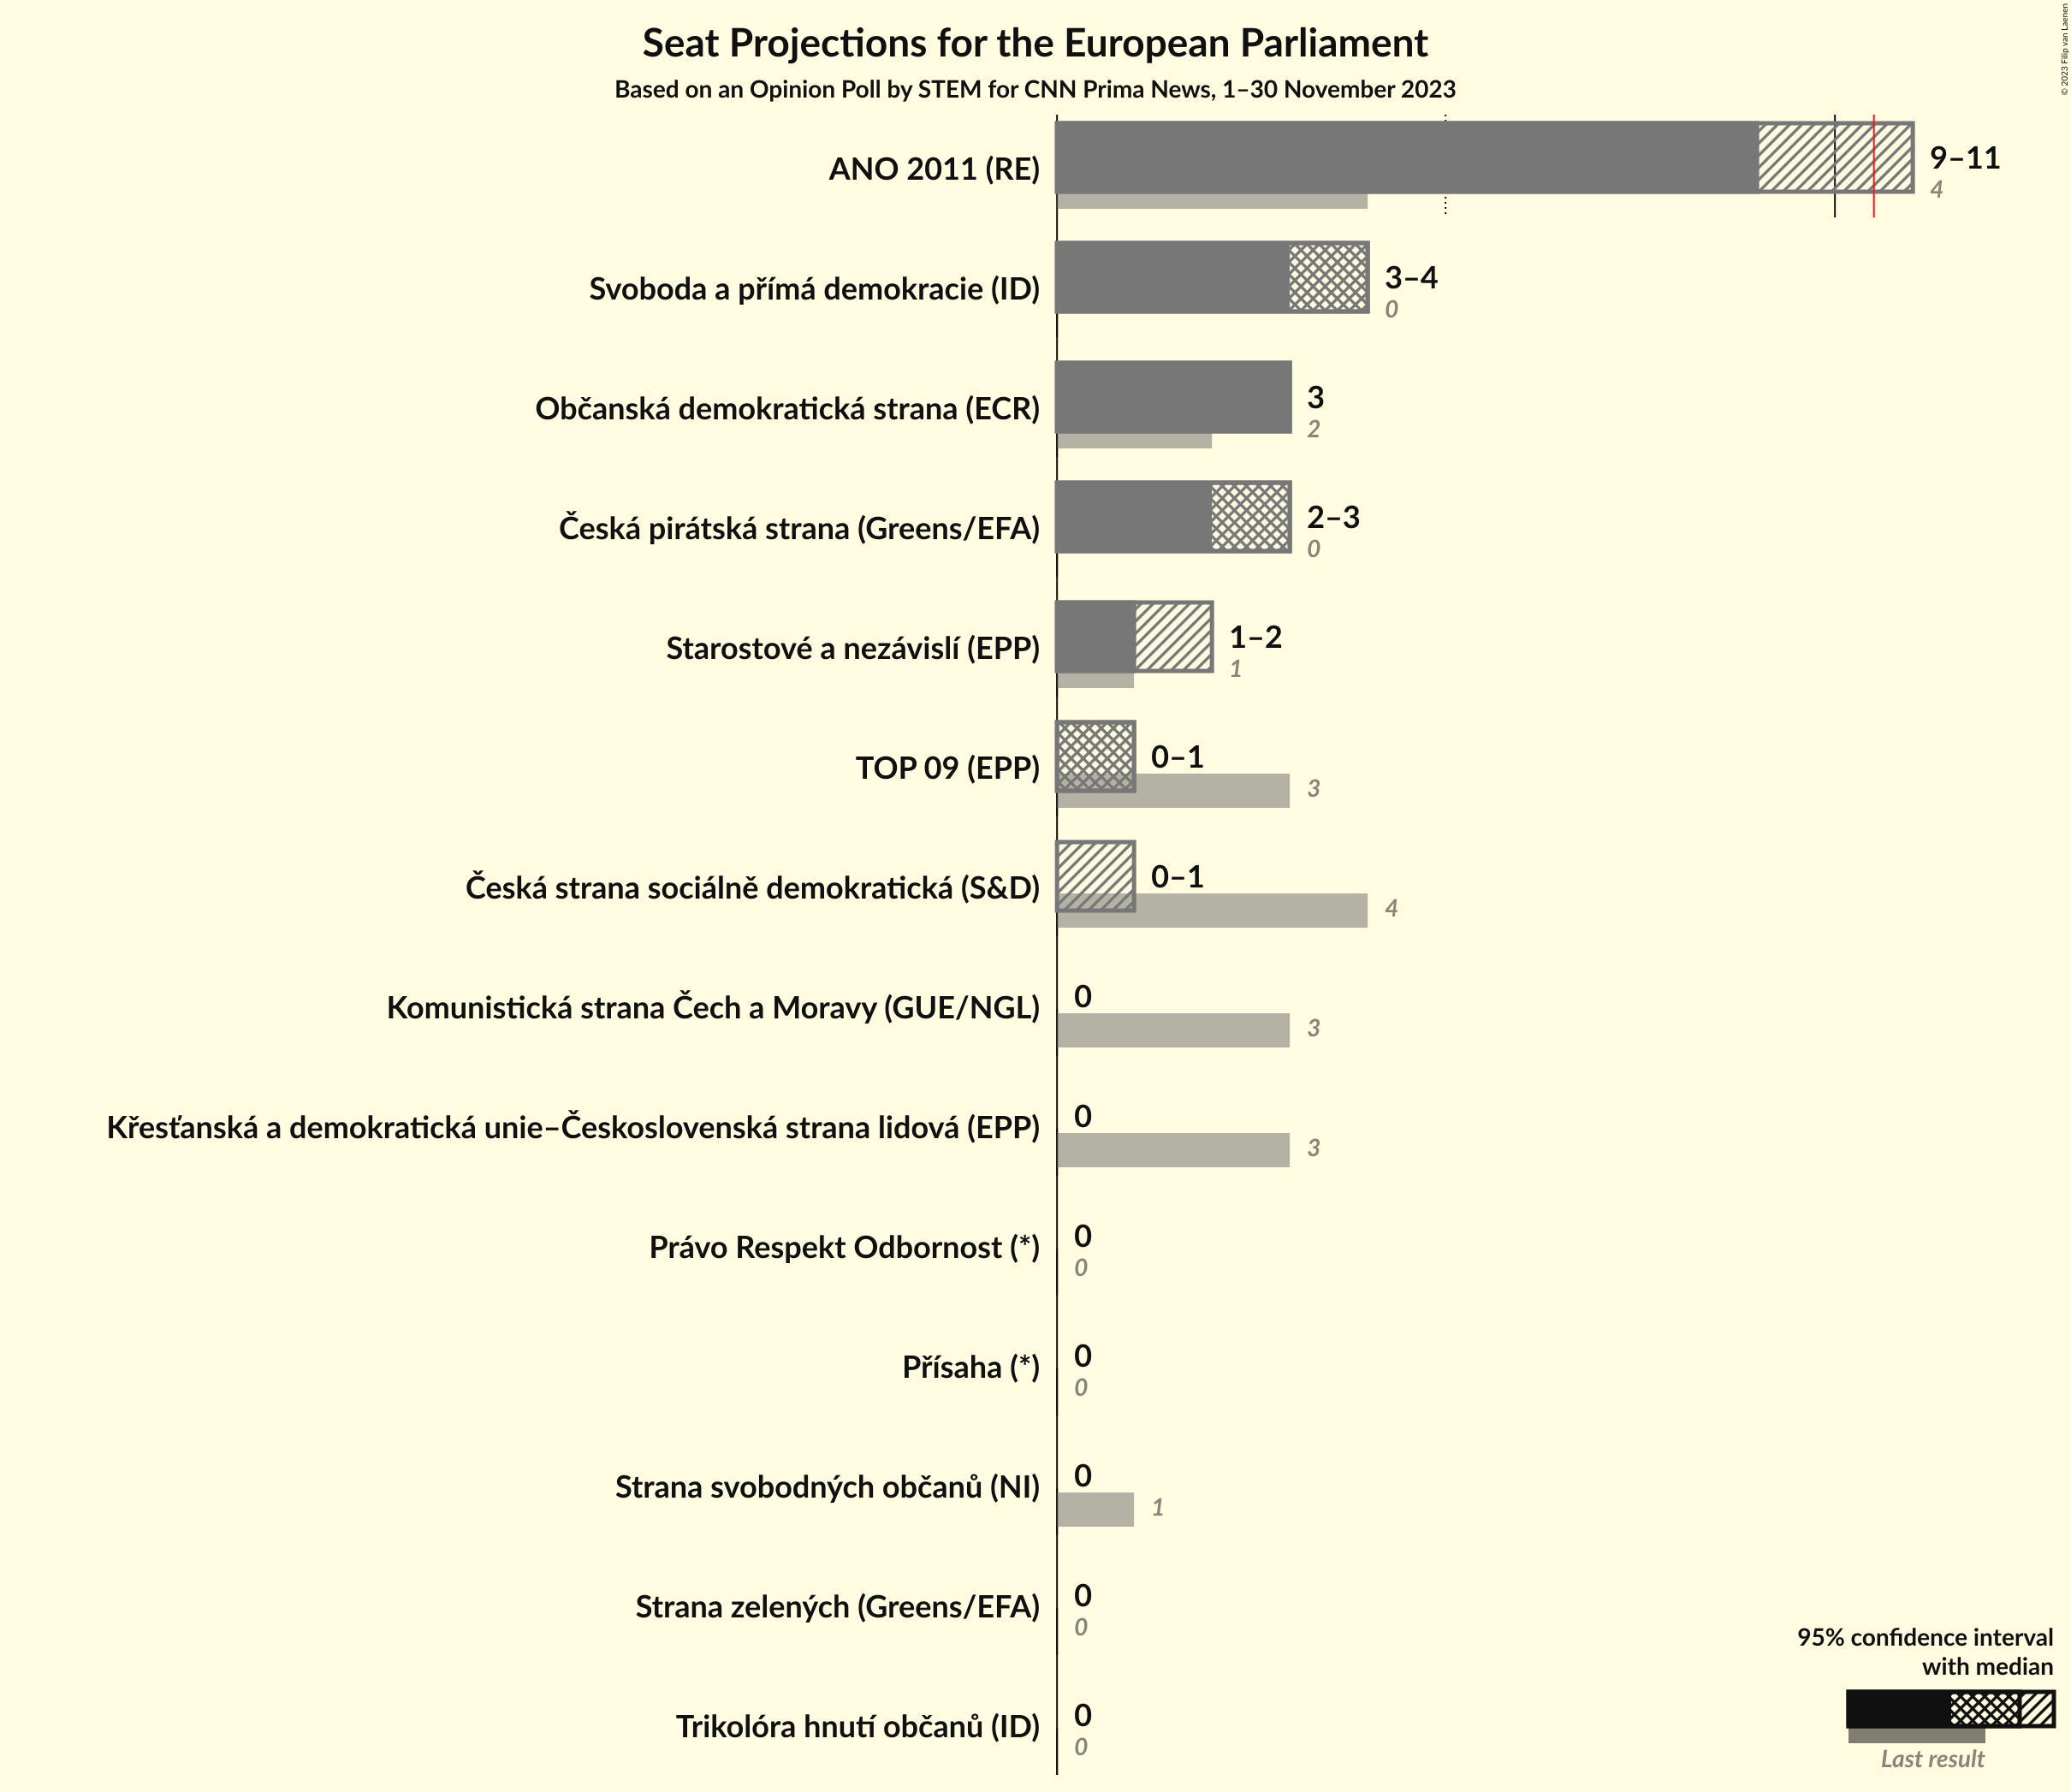 Seat Projections for the European Parliament
Based on an Opinion Poll by STEM for CNN Prima News, 1–30 November 2023
© 2023 Filip van Laenen
ANO 2011 (RE)
9–11
4
Svoboda a přímá demokracie (ID)
3–4
0
Občanská demokratická strana (ECR)
3
2
Česká pirátská strana (Greens/EFA)
2–3
0
Starostové a nezávislí (EPP)
1–2
1
TOP 09 (EPP)
0–1
3
Česká strana sociálně demokratická (S&D)
0–1
4
Komunistická strana Čech a Moravy (GUE/NGL)
0
3
Křesťanská a demokratická unie–Československá strana lidová (EPP)
0
3
Právo Respekt Odbornost (*)
0
0
Přísaha (*)
0
0
Strana svobodných občanů (NI)
0
1
Strana zelených (Greens/EFA)
0
0
Trikolóra hnutí občanů (ID)
0
0
95% confidence interval
with median
Last result